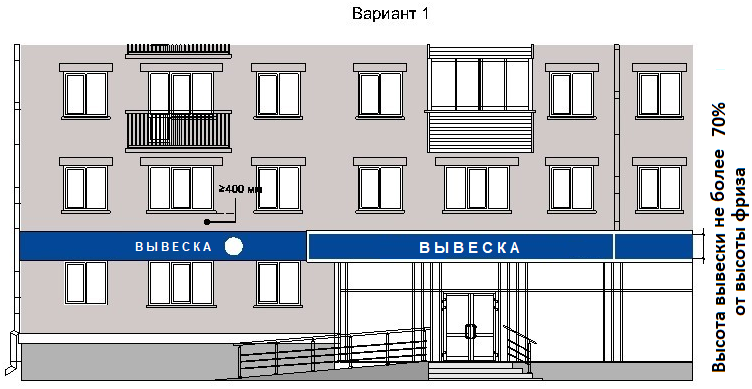 Вариант 1
≥400 мм
ВЫВЕСКА
ВЫВЕСКА
Высота вывески не более 70%
от высоты фриза